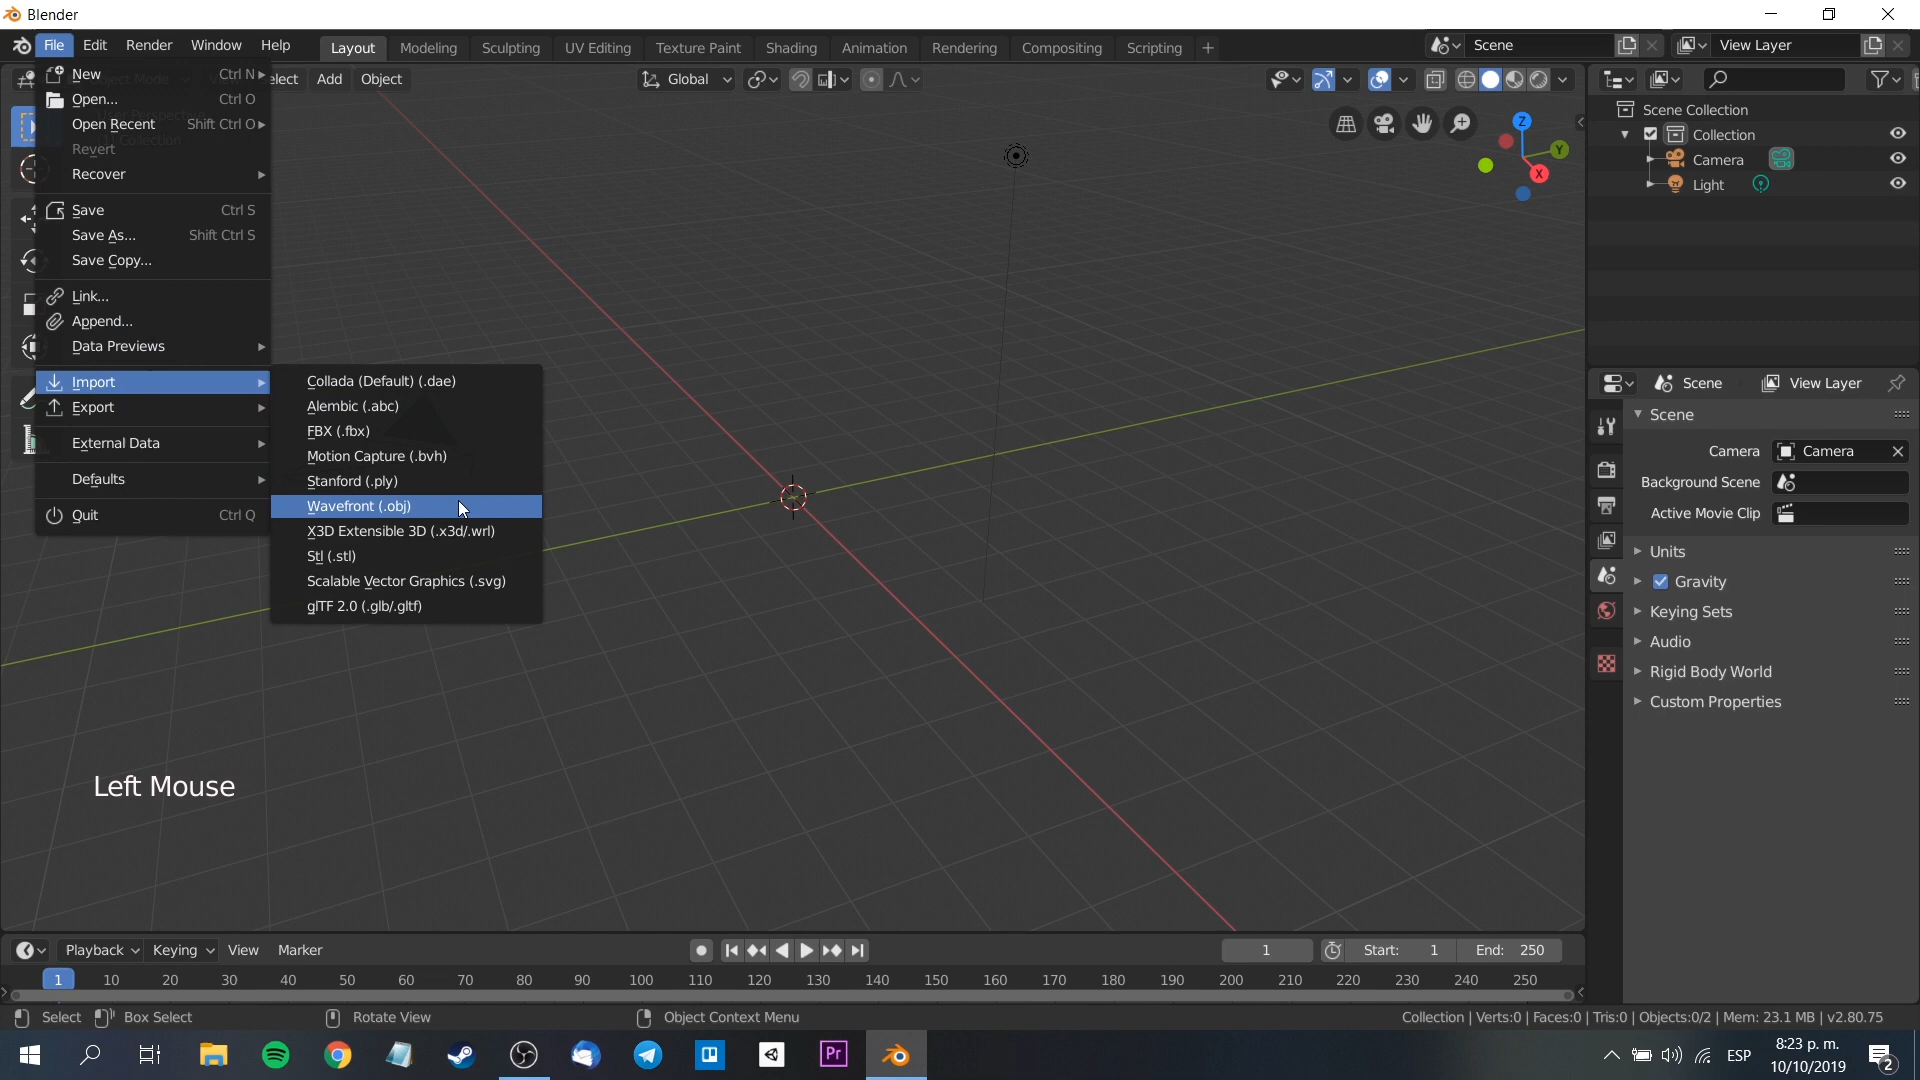 Blender
File Edit Render Window Help
Layout Modeling Sculpting UV Editing Texture Paint Shading Animation Rendering Compositing Scripting +
Scene
View Layer
New Ctrl N
Open... Ctrl O
Open Recent Shift Ctrl O
Revert
Recover
Save Ctrl S
Save As... Shift Ctrl S
Save Copy...
Link...
Append...
Data Previews
Import
Export
External Data
Defaults
Quit Ctrl Q
Collada (Default) (.dae)
Alembic (.abc)
FBX (.fbx)
Motion Capture (.bvh)
Stanford (.ply)
Wavefront (.obj)
X3D Extensible 3D (.x3d/.wrl)
Stl (.stl)
Scalable Vector Graphics (.svg)
glTF 2.0 (.glb/.gltf)
elect Add Object
Global
Z
Y
X
Left Mouse
Scene Collection
Collection
Camera
Light
Scene View Layer
Scene
Camera Camera
Background Scene
Active Movie Clip
Units
Gravity
Keying Sets
Audio
Rigid Body World
Custom Properties
Playback Keying View Marker
1 Start: 1 End: 250
1 10 20 30 40 50 60 70 80 90 100 110 120 130 140 150 160 170 180 190 200 210 220 230 240 250
Select Box Select Rotate View Object Context Menu
Collection | Verts:0 | Faces:0 | Tris:0 | Objects:0/2 | Mem: 23.1 MB | v2.80.75
Pr
ESP
8:23 p. m.
10/10/2019
2